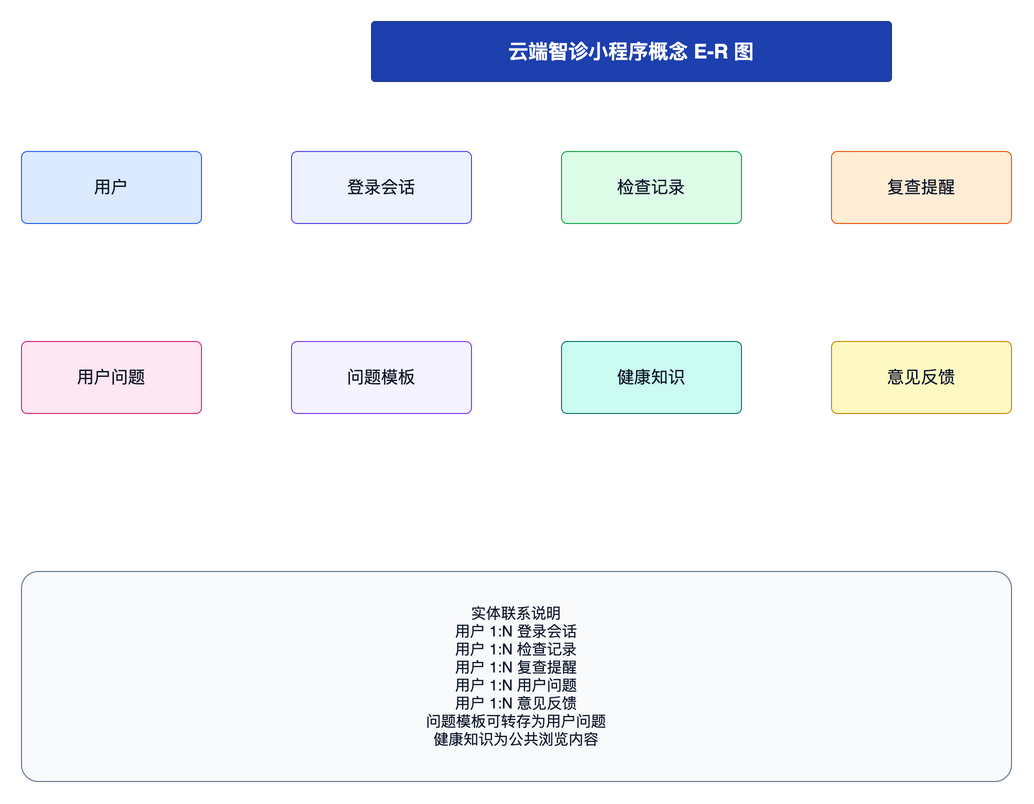 云端智诊小程序概念 E-R 图
用户
登录会话
检查记录
复查提醒
用户问题
问题模板
健康知识
意见反馈
实体联系说明
用户 1:N 登录会话
用户 1:N 检查记录
用户 1:N 复查提醒
用户 1:N 用户问题
用户 1:N 意见反馈
问题模板可转存为用户问题
健康知识为公共浏览内容